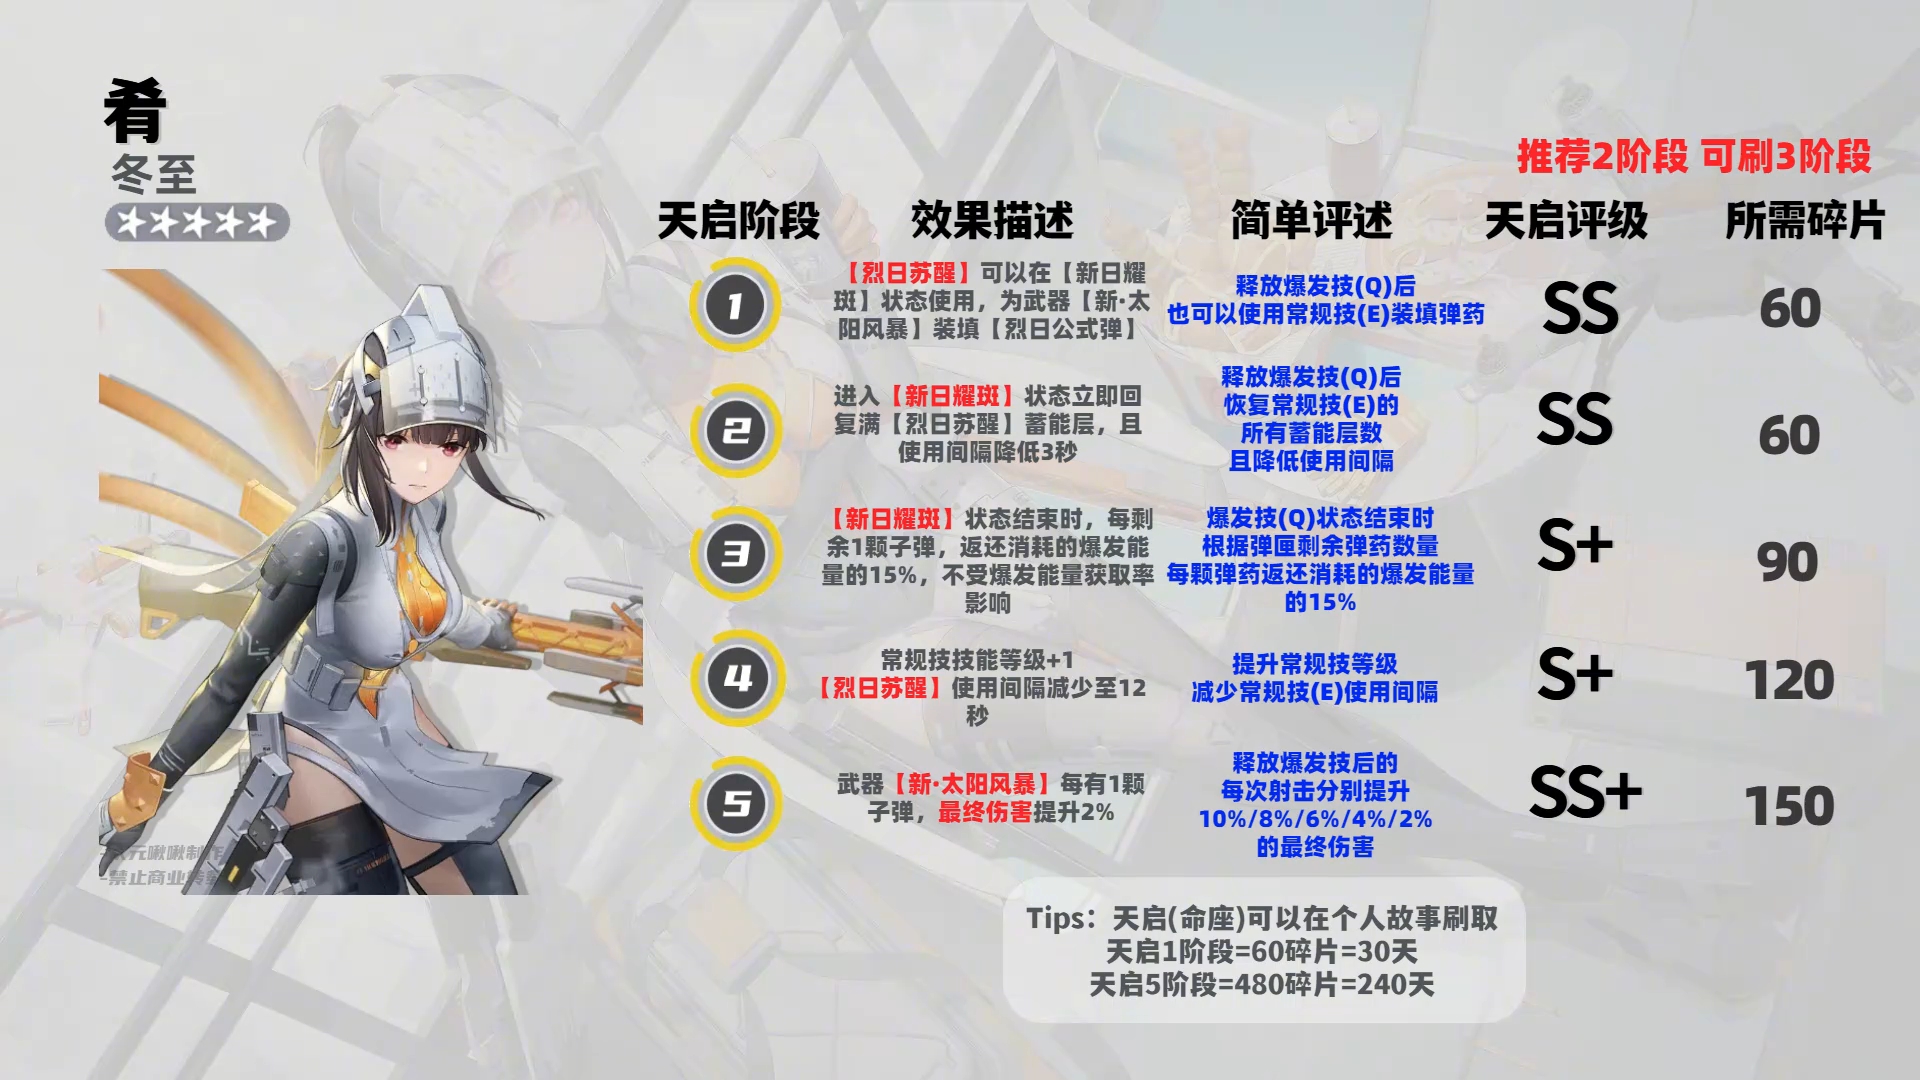 肴
冬至
推荐2阶段 可刷3阶段
天启阶段 效果描述 简单评述 天启评级 所需碎片
1
【烈日苏醒】可以在【新日耀
斑】状态使用，为武器【新·太
阳风暴】装填【烈日公式弹】
释放爆发技(Q)后
也可以使用常规技(E)装填弹药
SS
60
2
进入【新日耀斑】状态立即回
复满【烈日苏醒】蓄能层，且
使用间隔降低3秒
释放爆发技(Q)后
恢复常规技(E)的
所有蓄能层数
且降低使用间隔
SS
60
3
【新日耀斑】状态结束时，每剩
余1颗子弹，返还消耗的爆发能
量的15%，不受爆发能量获取率
影响
爆发技(Q)状态结束时
根据弹匣剩余弹药数量
每颗弹药返还消耗的爆发能量
的15%
S+
90
4
常规技技能等级+1
【烈日苏醒】使用间隔减少至12
秒
提升常规技等级
减少常规技(E)使用间隔
S+
120
5
武器【新·太阳风暴】每有1颗
子弹，最终伤害提升2%
释放爆发技后的
每次射击分别提升
10%/8%/6%/4%/2%
的最终伤害
SS+
150
元啾啾制作
-禁止商业转
Tips：天启(命座)可以在个人故事刷取
天启1阶段=60碎片=30天
天启5阶段=480碎片=240天